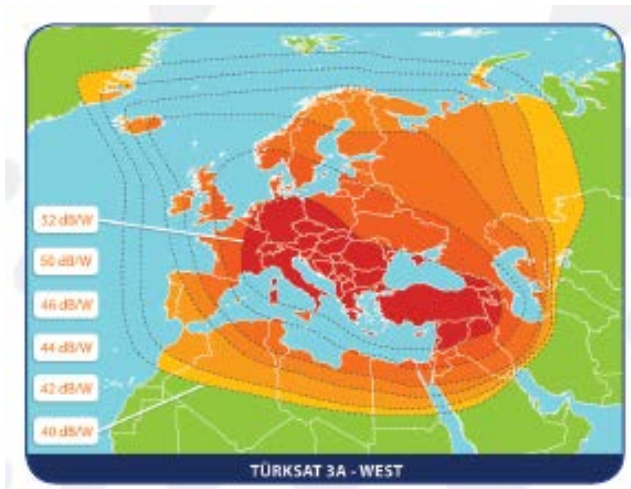 52 dB/W
50 dB/W
46 dB/W
44 dB/W
42 dB/W
40 dB/W
TÜRKSAT 3A - WEST